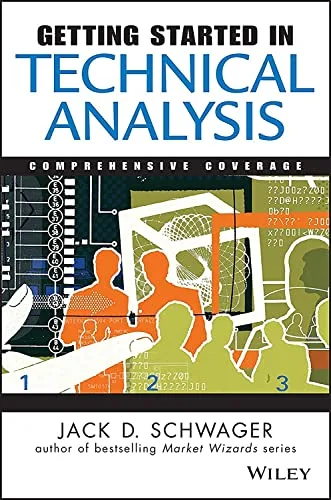 GETTING STARTED IN
TECHNICAL
ANALYSIS
COMPREHENSIVE COVERAGE
1 2 3
JACK D. SCHWAGER
author of bestselling Market Wizards series
WILEY